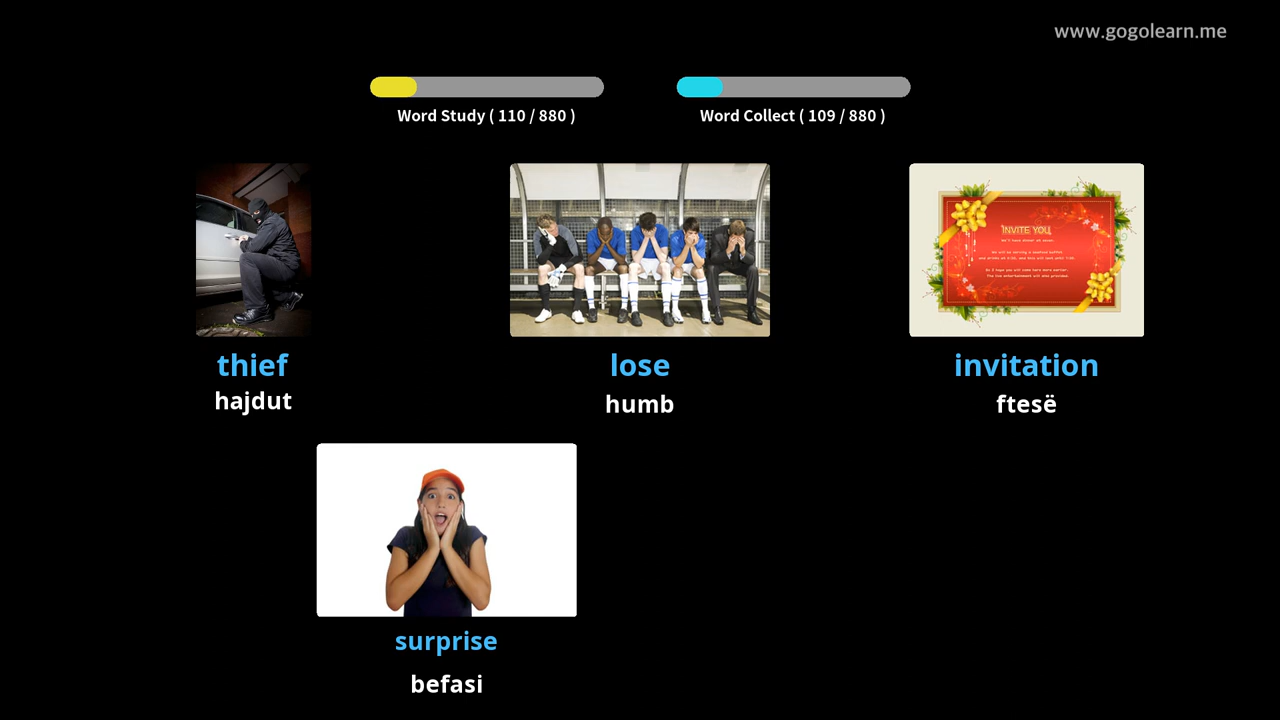 www.gogolearn.me
Word Study ( 110 / 880 )
Word Collect ( 109 / 880 )
INVITE YOU
thief
hajdut
lose
humb
invitation
ftesë
surprise
befasi